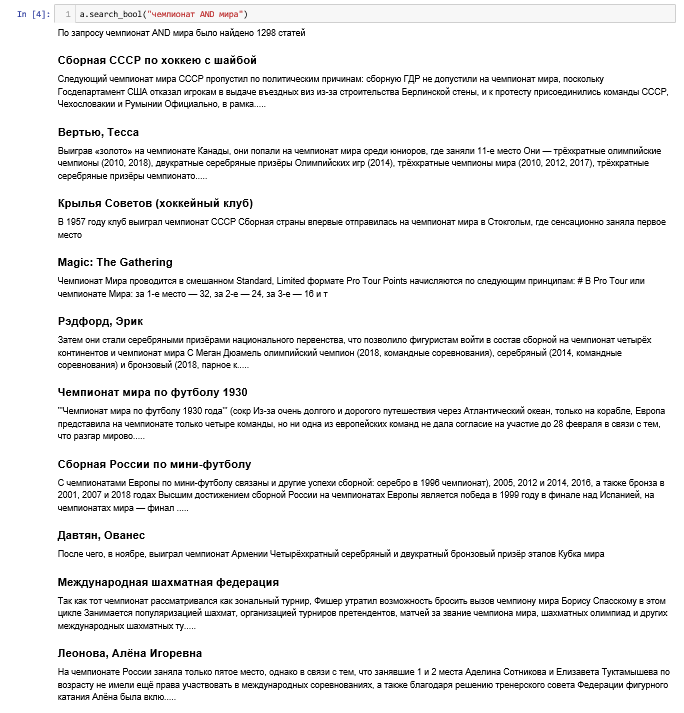 In [4]: 1 a.search_bool("чемпионат AND мира")
По запросу чемпионат AND мира было найдено 1298 статей
Сборная СССР по хоккею с шайбой
Следующий чемпионат мира СССР пропустил по политическим причинам: сборную ГДР не допустили на чемпионат мира, поскольку
Госдепартамент США отказал игрокам в выдаче въездных виз из-за строительства Берлинской стены, и к протесту присоединились команды СССР,
Чехословакии и Румынии Официально, в рамка.....
Вертью, Тесса
Выиграв «золото» на чемпионате Канады, они попали на чемпионат мира среди юниоров, где заняли 11-е место Они — трёхкратные олимпийские
чемпионы (2010, 2018), двукратные серебряные призёры Олимпийских игр (2014), трёхкратные чемпионы мира (2010, 2012, 2017), трёхкратные
серебряные призёры чемпионато.....
Крылья Советов (хоккейный клуб)
В 1957 году клуб выиграл чемпионат СССР Сборная страны впервые отправилась на чемпионат мира в Стокгольм, где сенсационно заняла первое
место
Magic: The Gathering
Чемпионат Мира проводится в смешанном Standard, Limited формате Pro Tour Points начисляются по следующим принципам: # В Pro Tour или
чемпионате Мира: за 1-е место — 32, за 2-е — 24, за 3-е — 16 и т
Рэдфорд, Эрик
Затем они стали серебряными призёрами национального первенства, что позволило фигуристам войти в состав сборной на чемпионат четырёх
континентов и чемпионат мира С Меган Дюамель олимпийский чемпион (2018, командные соревнования), серебряный (2014, командные
соревнования) и бронзовый (2018, парное к.....
Чемпионат мира по футболу 1930
'''Чемпионат мира по футболу 1930 года''' (сокр Из-за очень долгого и дорогого путешествия через Атлантический океан, только на корабле, Европа
представила на чемпионате только четыре команды, но ни одна из европейских команд не дала согласие на участие до 28 февраля в связи с тем,
что разгар мирово.....
Сборная России по мини-футболу
С чемпионатами Европы по мини-футболу связаны и другие успехи сборной: серебро в 1996 чемпионат), 2005, 2012 и 2014, 2016, а также бронза в
2001, 2007 и 2018 годах Высшим достижением сборной России на чемпионатах Европы является победа в 1999 году в финале над Испанией, на
чемпионатах мира — финал .....
Давтян, Ованес
После чего, в ноябре, выиграл чемпионат Армении Четырёхкратный серебряный и двукратный бронзовый призёр этапов Кубка мира
Международная шахматная федерация
Так как тот чемпионат рассматривался как зональный турнир, Фишер утратил возможность бросить вызов чемпиону мира Борису Спасскому в этом
цикле Занимается популяризацией шахмат, организацией турниров претендентов, матчей за звание чемпиона мира, шахматных олимпиад и других
международных шахматных ту.....
Леонова, Алёна Игоревна
На чемпионате России заняла только пятое место, однако в связи с тем, что занявшие 1 и 2 места Аделина Сотникова и Елизавета Туктамышева по
возрасту не имели ещё права участвовать в международных соревнованиях, а также благодаря решению тренерского совета Федерации фигурного
катания Алёна была вклю.....